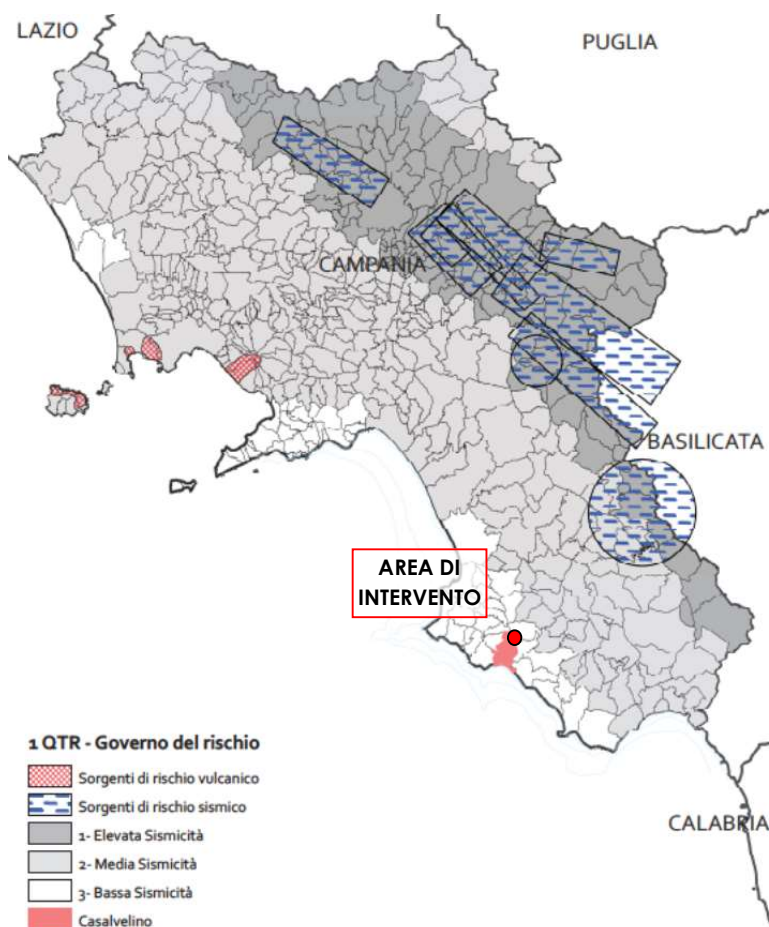 LAZIO
PUGLIA
CAMPANIA
BASILICATA
AREA DI
INTERVENTO
CALABRIA
1 QTR - Governo del rischio
Sorgenti di rischio vulcanico
Sorgenti di rischio sismico
1- Elevata Sismicità
2- Media Sismicità
3- Bassa Sismicità
Casalvelino